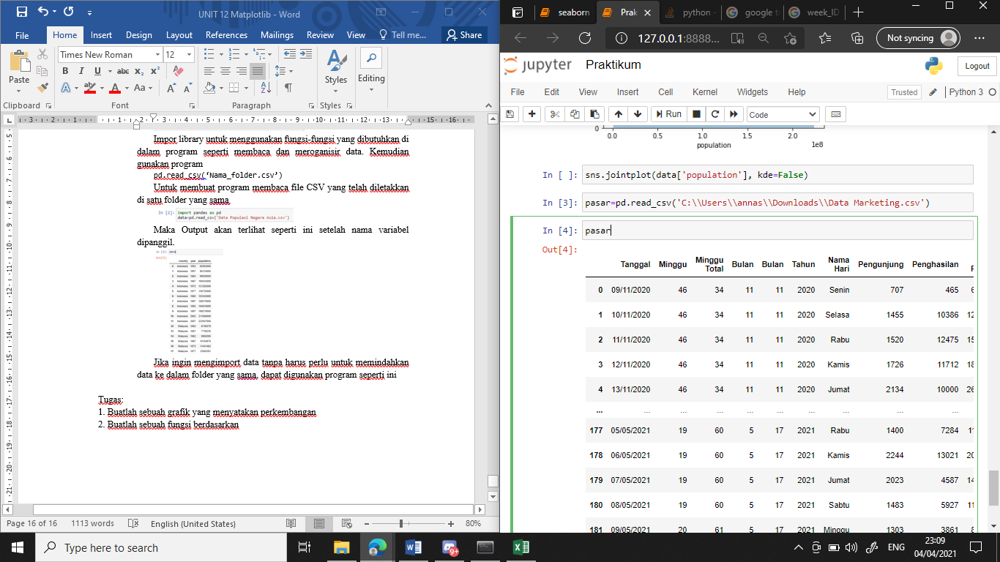 UNIT 12 Matplotlib - Word
File Home Insert Design Layout References Mailings Review View Tell me... Share
Times New Roman 12
Paste
Styles
Editing
Clipboard Font Paragraph Styles
Impor library untuk menggunakan fungsi-fungsi yang dibutuhkan di
dalam program seperti membaca dan meroganisir data. Kemudian
gunakan program
pd.read_csv(‘Nama_folder.csv’)
Untuk membuat program membaca file CSV yang telah diletakkan
di satu folder yang sama.
In [2]: import pandas as pd
data=pd.read_csv("Data Populasi Negara Asia.csv")
Maka Output akan terlihat seperti ini setelah nama variabel
dipanggil.
country year population
Jika ingin mengimport data tanpa harus perlu untuk memindahkan
data ke dalam folder yang sama, dapat digunakan program seperti ini
Tugas:
1. Buatlah sebuah grafik yang menyatakan perkembangan
2. Buatlah sebuah fungsi berdasarkan
Page 16 of 16 1113 words English (United States) 80%
seaborn Prak python - google t week_ID
127.0.0.1:8888... Not syncing
jupyter Praktikum Logout
File Edit View Insert Cell Kernel Widgets Help Trusted Python 3
Run Code
0
0.0 0.5 1.0 1.5 2.0
1e8
population
In [ ]: sns.jointplot(data['population'], kde=False)
In [3]: pasar=pd.read_csv('C:\\Users\\annas\\Downloads\\Data Marketing.csv')
In [4]: pasar
Out[4]:
Tanggal Minggu Minggu Total Bulan Bulan Tahun Nama Hari Pengunjung Penghasilan
0 09/11/2020 46 34 11 11 2020 Senin 707 465
1 10/11/2020 46 34 11 11 2020 Selasa 1455 10386 12
2 11/11/2020 46 34 11 11 2020 Rabu 1520 12475 15
3 12/11/2020 46 34 11 11 2020 Kamis 1726 11712 18
4 13/11/2020 46 34 11 11 2020 Jumat 2134 10000 26
... ... ... ... ... ... ... ... ... ...
177 05/05/2021 19 60 5 17 2021 Rabu 1400 7284 11
178 06/05/2021 19 60 5 17 2021 Kamis 2244 13021 20
179 07/05/2021 19 60 5 17 2021 Jumat 2023 4587 14
180 08/05/2021 19 60 5 17 2021 Sabtu 1483 5927 11
181 09/05/2021 20 61 5 17 2021 Minggu 1303 3861 8
Type here to search
ENG
23:09
04/04/2021